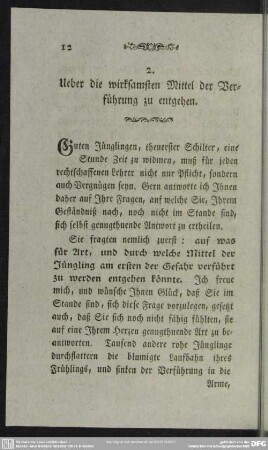 12
2.
Ueber die wirksamsten Mittel der Ver-
führung zu entgehen.
Guten Jünglingen, theuerster Schiller, eine
Stunde Zeit zu widmen, muß für jeden
rechtschaffenen Lehrer nicht nur Pflicht, sondern
auch Vergnügen seyn. Gern antworte ich Ihnen
daher auf Ihre Fragen, auf welche Sie, Ihrem
Geständniß nach, noch nicht im Stande sind,
sich selbst genugthuende Antwort zu ertheilen.
Sie fragten nemlich zuerst: auf was
für Art, und durch welche Mittel der
Jüngling am ersten der Gefahr verführt
zu werden entgehen könnte. Ich freue
mich, und wünsche Ihnen Glück, daß Sie im
Stande sind, sich diese Frage vorzulegen, gesetzt
auch, daß Sie sich noch nicht fähig fühlten, sie
auf eine Ihrem Herzen genugthuende Art zu be-
antworten. Tausend andere rohe Jünglinge
durchflattern die blumigte Laufbahn ihres
Frühlings, und sinken der Verführung in die
Arme,